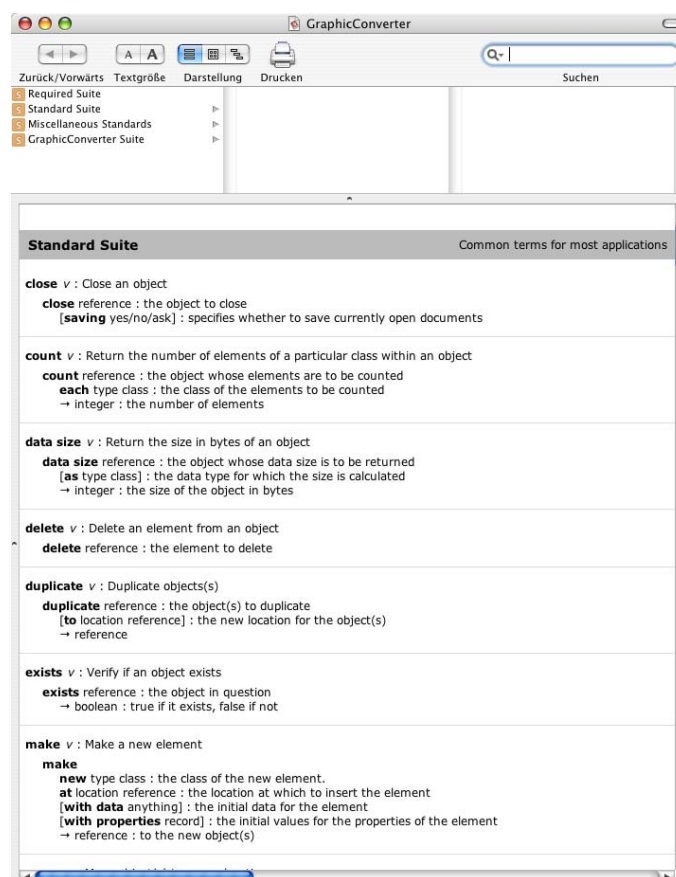 GraphicConverter
Zurück/Vorwärts Textgröße Darstellung Drucken Suchen
Required Suite
Standard Suite
Miscellaneous Standards
GraphicConverter Suite
Standard Suite Common terms for most applications
close v : Close an object
close reference : the object to close
[saving yes/no/ask] : specifies whether to save currently open documents
count v : Return the number of elements of a particular class within an object
count reference : the object whose elements are to be counted
each type class : the class of the elements to be counted
→ integer : the number of elements
data size v : Return the size in bytes of an object
data size reference : the object whose data size is to be returned
[as type class] : the data type for which the size is calculated
→ integer : the size of the object in bytes
delete v : Delete an element from an object
delete reference : the element to delete
duplicate v : Duplicate objects(s)
duplicate reference : the object(s) to duplicate
[to location reference] : the new location for the object(s)
→ reference
exists v : Verify if an object exists
exists reference : the object in question
→ boolean : true if it exists, false if not
make v : Make a new element
make
new type class : the class of the new element.
at location reference : the location at which to insert the element
[with data anything] : the initial data for the element
[with properties record] : the initial values for the properties of the element
→ reference : to the new object(s)